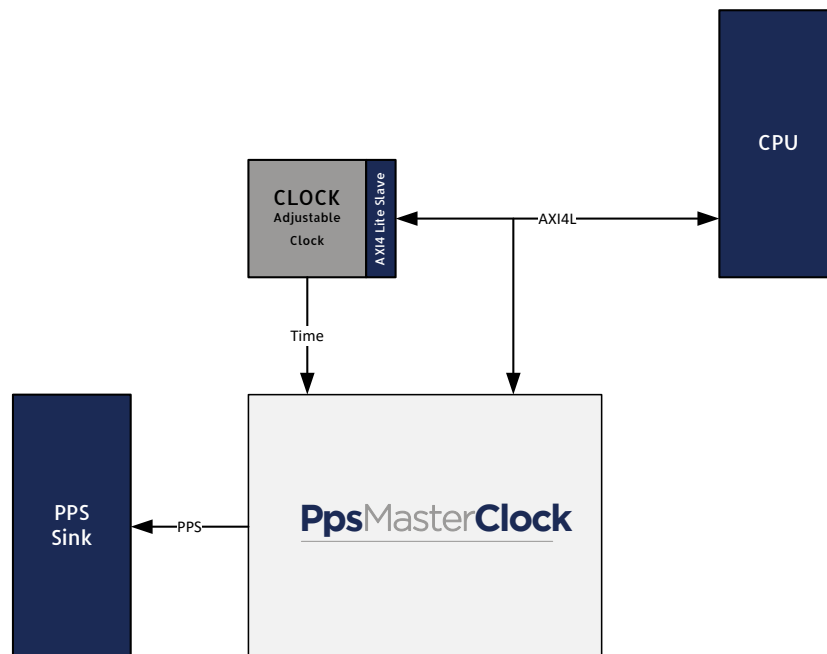 CPU
CLOCK
Adjustable
Clock
AXI4 Lite Slave
AXI4L
Time
PpsMasterClock
PPS
Sink
PPS